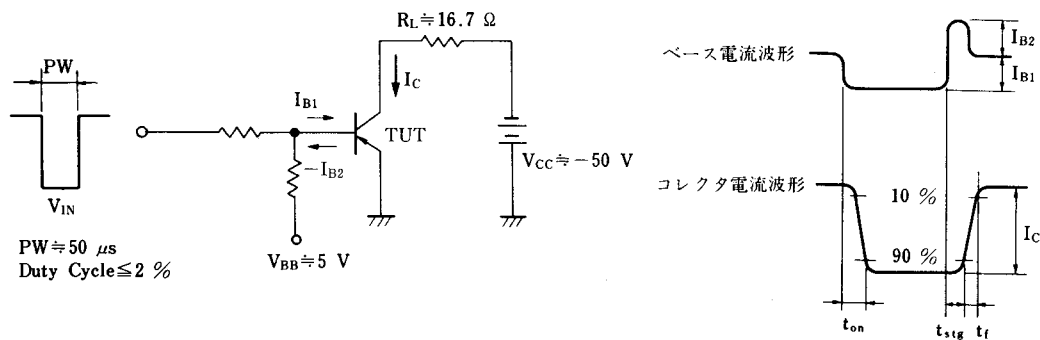 R_L≒16.7 Ω
PW
I_C
I_B1
TUT
−I_B2
V_CC≒−50 V
V_IN
PW≒50 μs
Duty Cycle≦2 %
V_BB≒5 V
ベース電流波形
I_B2
I_B1
コレクタ電流波形
10 %
90 %
I_C
t_on
t_stg
t_f